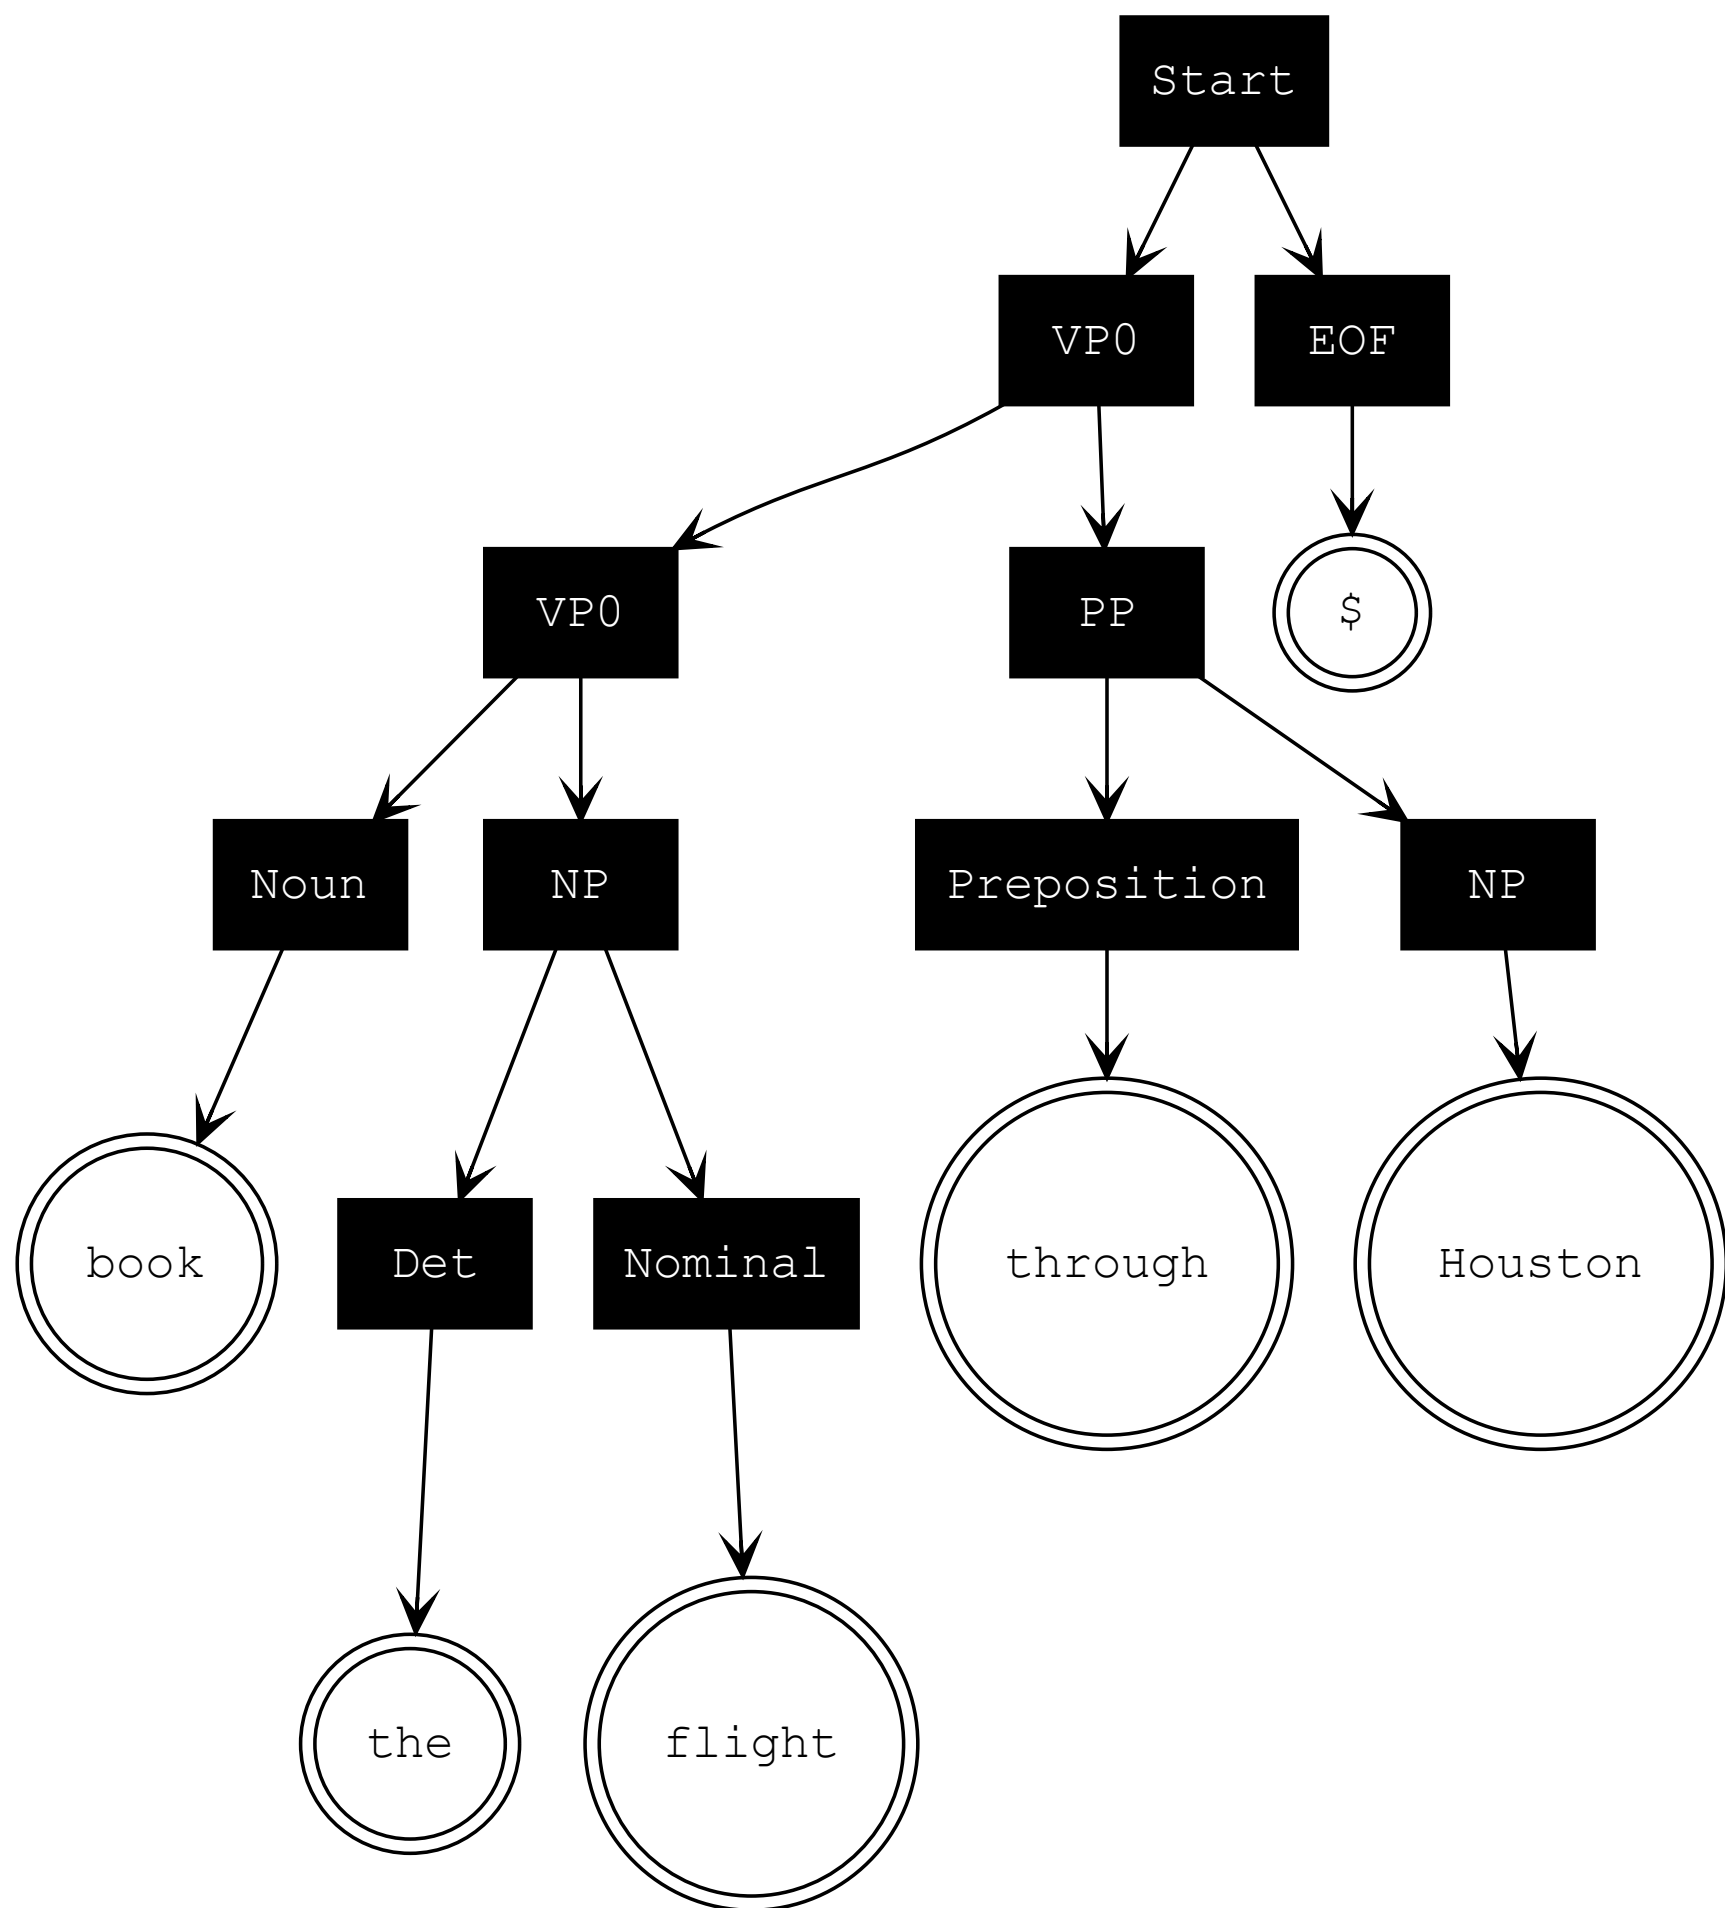 Start
VP0
EOF
VP0
PP
$
Noun
NP
Preposition
NP
book
Det
Nominal
through
Houston
the
flight